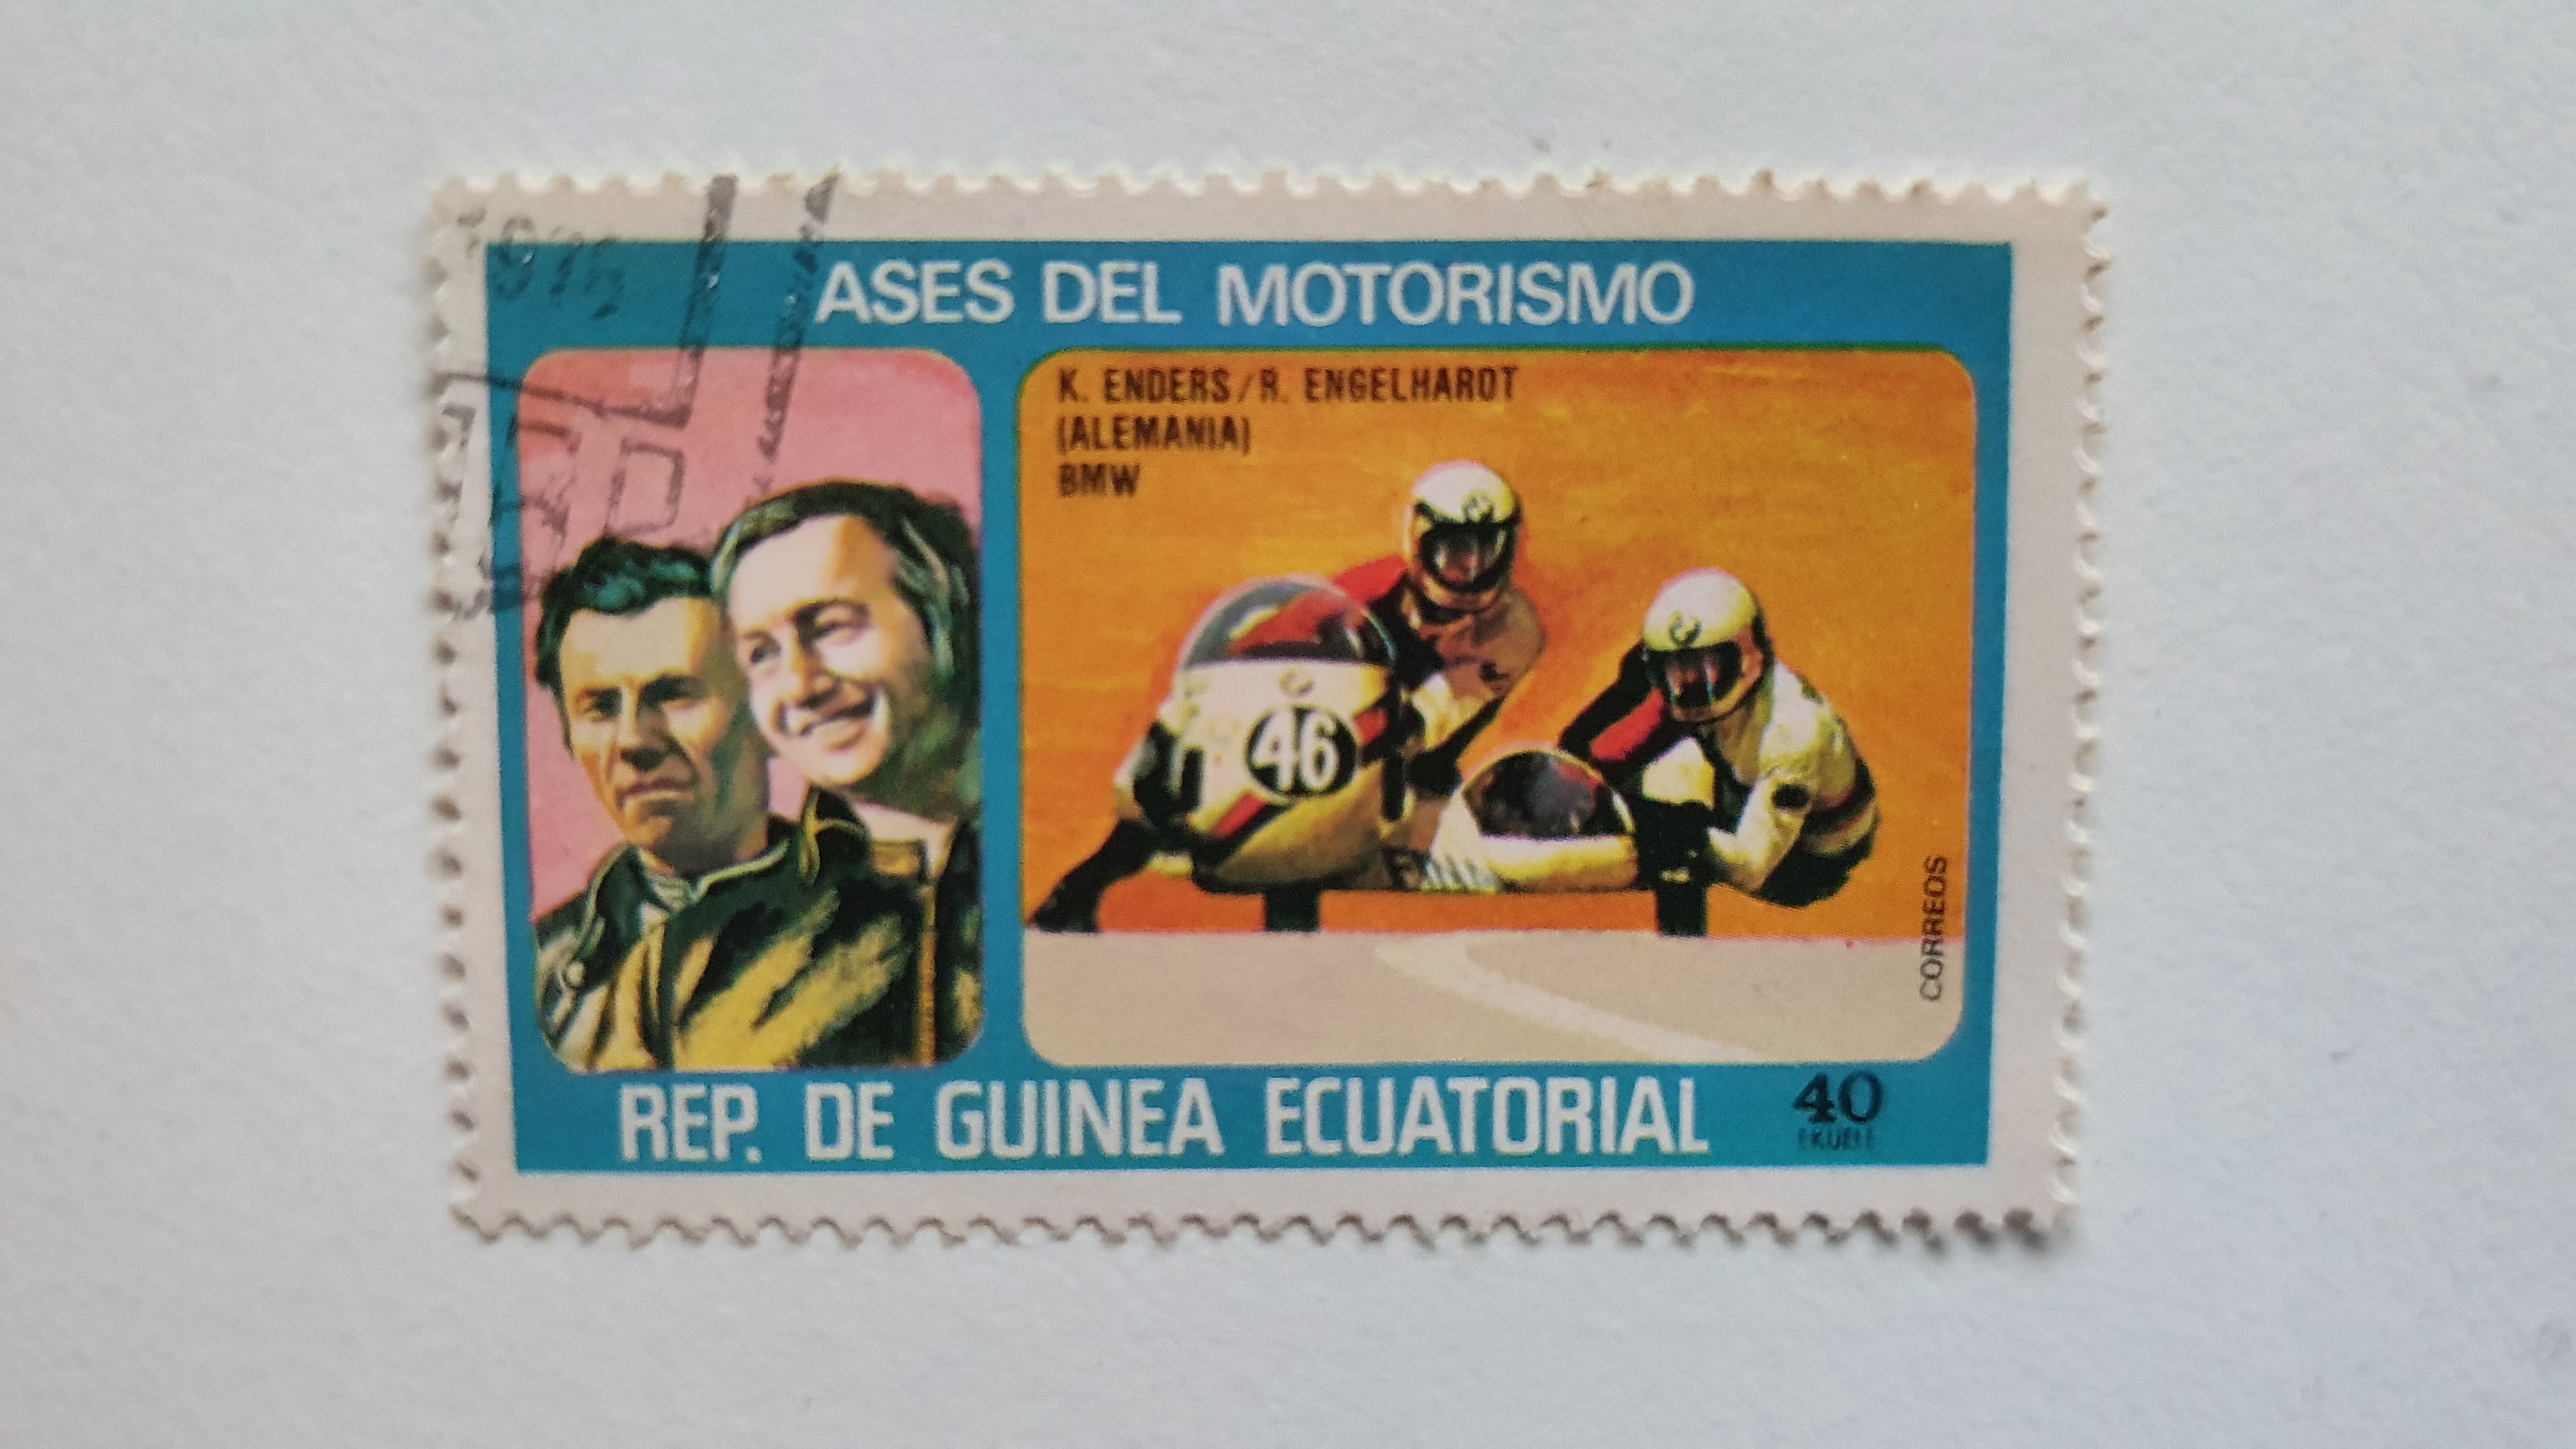 ASES DEL MOTORISMO
K. ENDERS/R. ENGELHARDT
(ALEMANIA)
BMW
46
CORREOS
REP. DE GUINEA ECUATORIAL
40
EKUELE